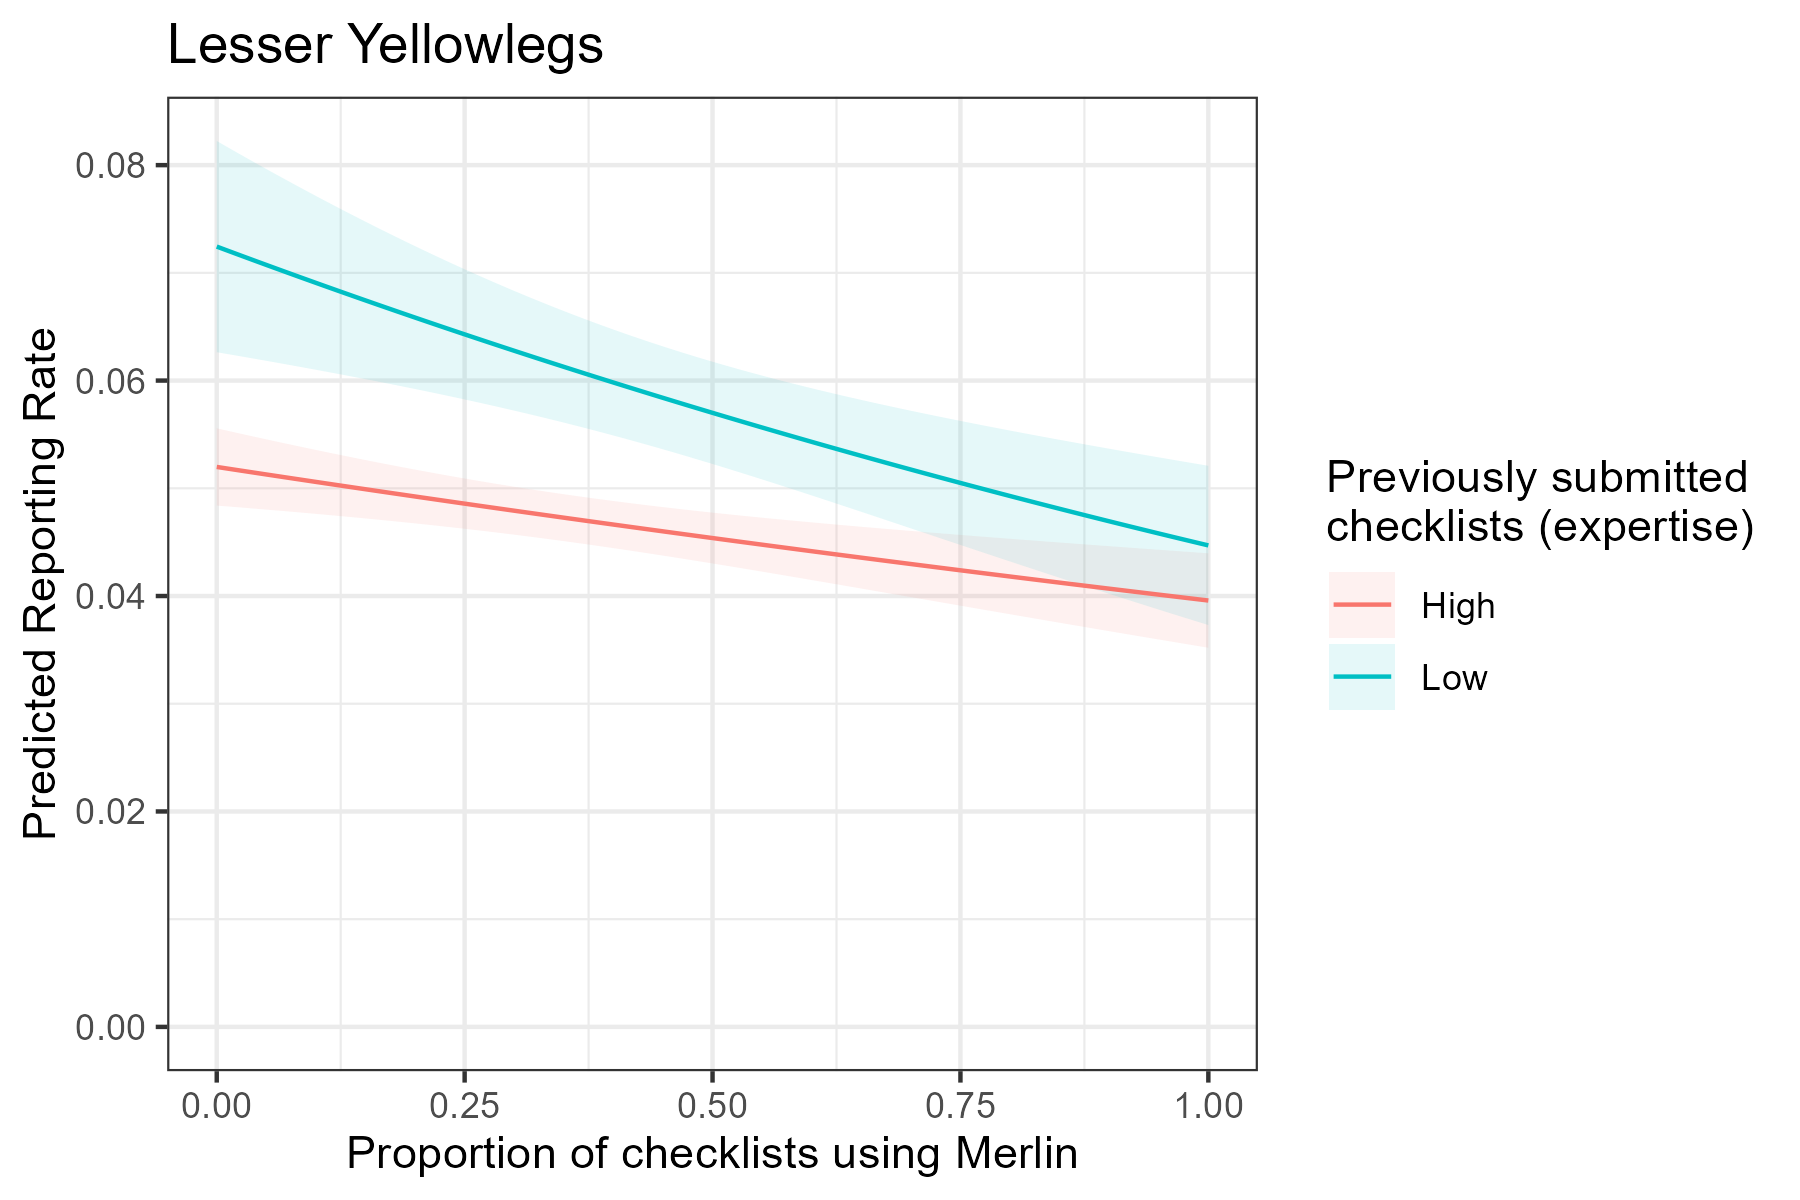 Lesser Yellowlegs
Predicted Reporting Rate
0.08
0.06
0.04
0.02
0.00
0.00 0.25 0.50 0.75 1.00
Proportion of checklists using Merlin
Previously submitted
checklists (expertise)
High
Low